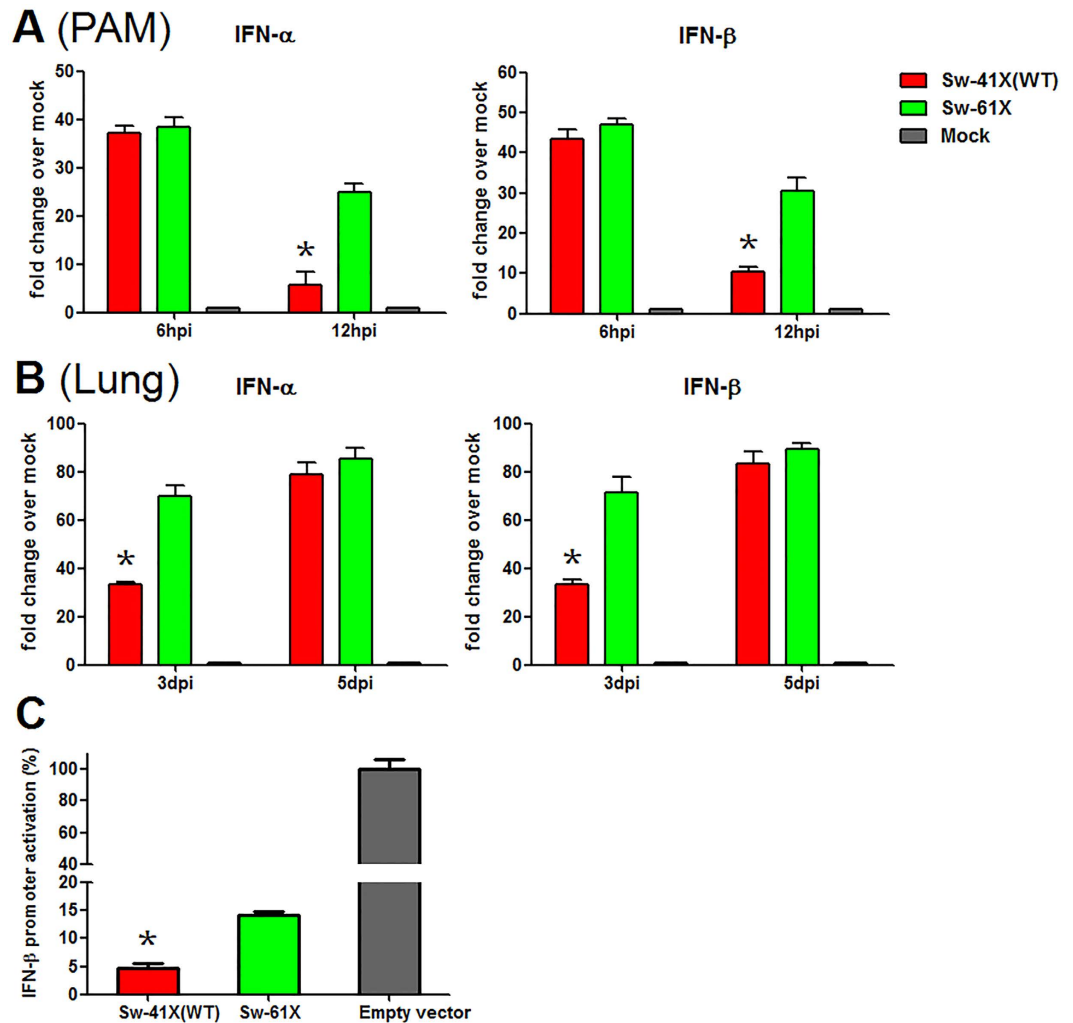 A (PAM)
IFN-α
IFN-β
fold change over mock
50
40
30
20
10
0
*
6hpi
12hpi
fold change over mock
60
50
40
30
20
10
0
*
6hpi
12hpi
Sw-41X(WT)
Sw-61X
Mock
B (Lung)
IFN-α
IFN-β
fold change over mock
100
80
60
40
20
0
*
3dpi
5dpi
fold change over mock
100
80
60
40
20
0
*
3dpi
5dpi
C
IFN-β promoter activation (%)
100
80
60
40
20
15
10
5
0
*
Sw-41X(WT)
Sw-61X
Empty vector